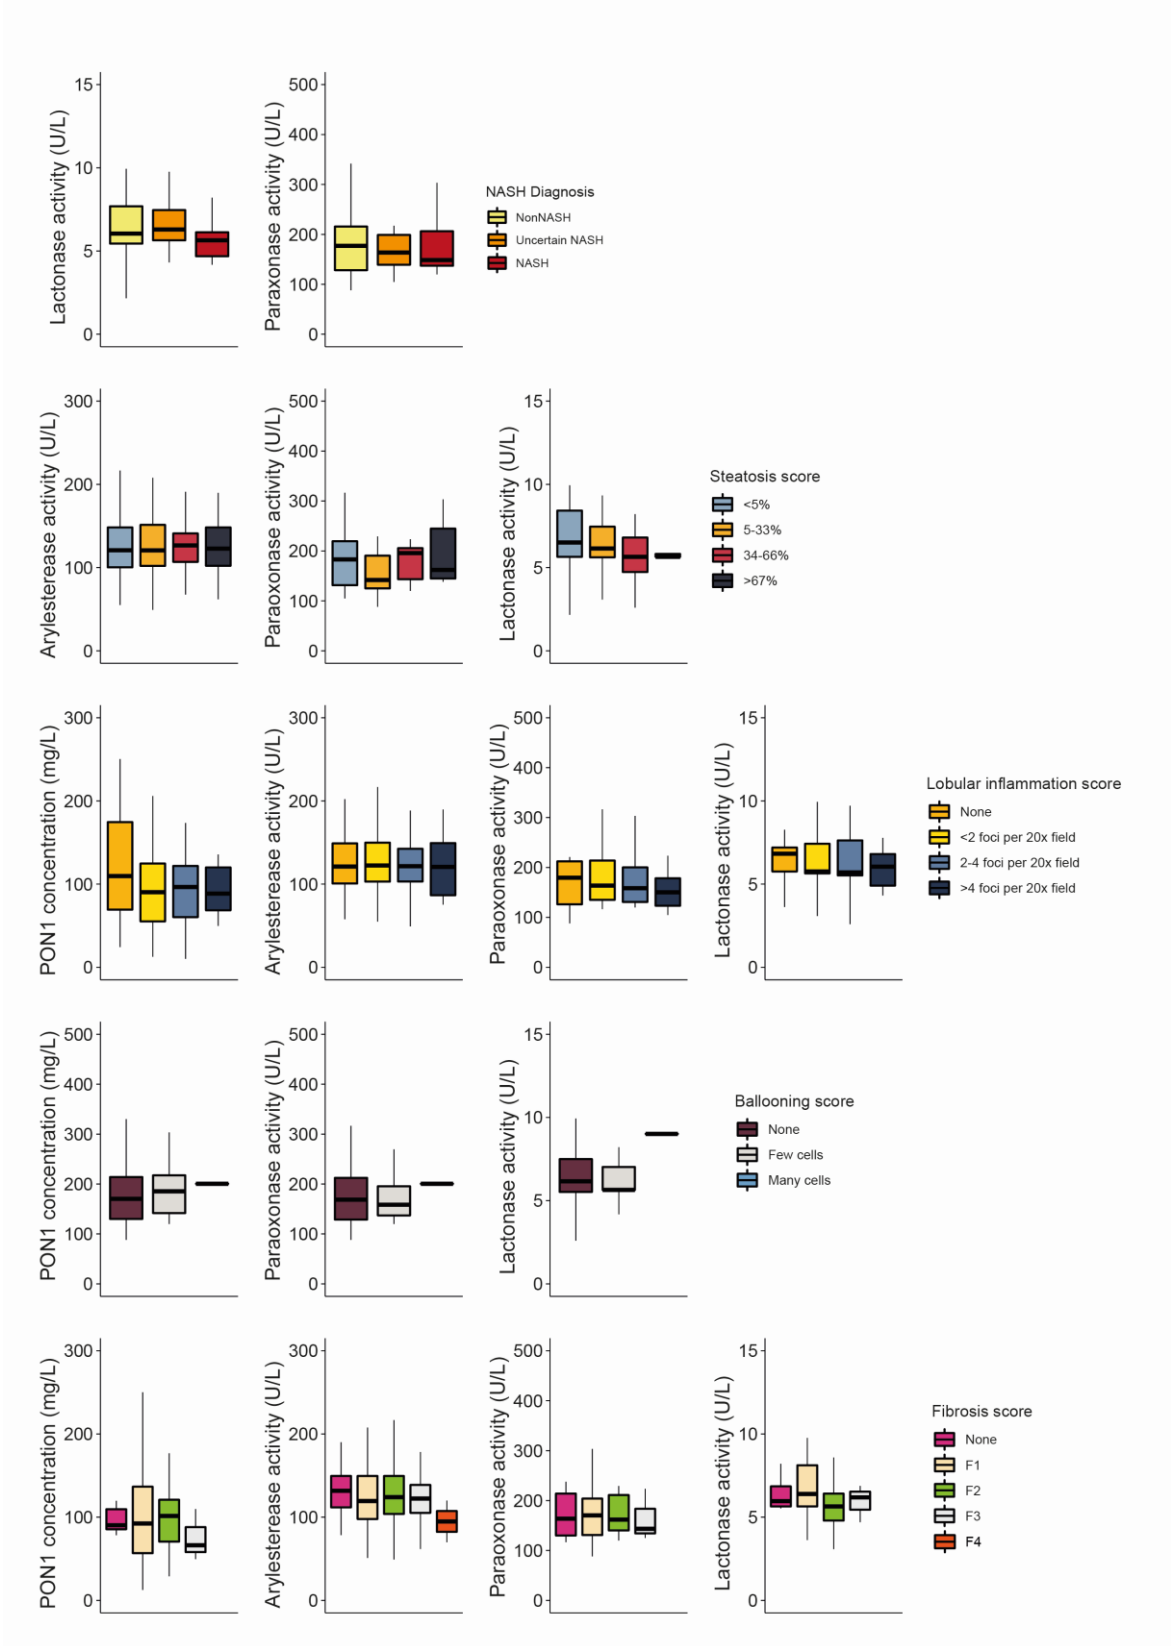 Lactonase activity (U/L)
15
10
5
0
Paraxonase activity (U/L)
500
400
300
200
100
0
NASH Diagnosis
NonNASH
Uncertain NASH
NASH
Arylesterease activity (U/L)
300
200
100
0
Paraoxonase activity (U/L)
500
400
300
200
100
0
Lactonase activity (U/L)
15
10
5
0
Steatosis score
<5%
5-33%
34-66%
>67%
PON1 concentration (mg/L)
300
200
100
0
Arylesterease activity (U/L)
300
200
100
0
Paraoxonase activity (U/L)
500
400
300
200
100
0
Lactonase activity (U/L)
15
10
5
0
Lobular inflammation score
None
<2 foci per 20x field
2-4 foci per 20x field
>4 foci per 20x field
PON1 concentration (mg/L)
500
400
300
200
100
0
Paraoxonase activity (U/L)
500
400
300
200
100
0
Lactonase activity (U/L)
15
10
5
0
Ballooning score
None
Few cells
Many cells
PON1 concentration (mg/L)
300
200
100
0
Arylesterease activity (U/L)
300
200
100
0
Paraoxonase activity (U/L)
500
400
300
200
100
0
Lactonase activity (U/L)
15
10
5
0
Fibrosis score
None
F1
F2
F3
F4